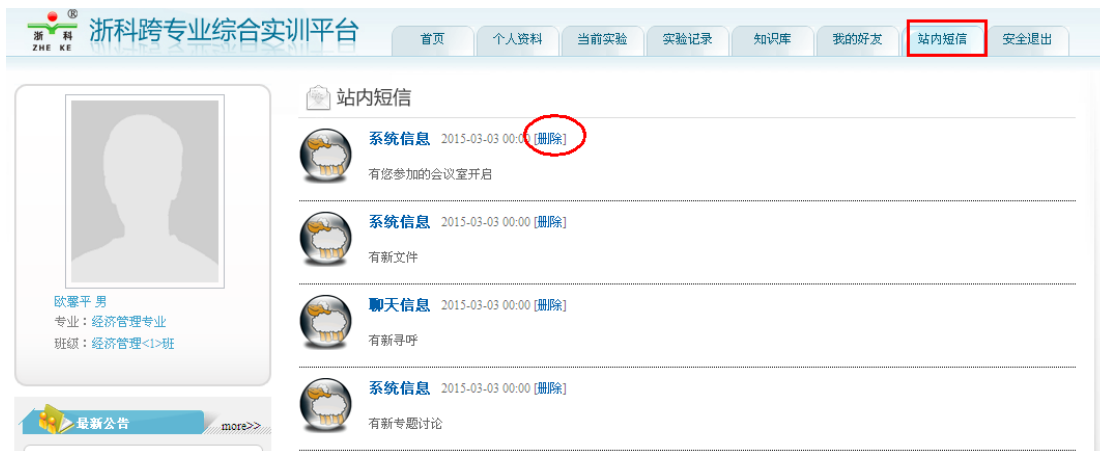 ®
浙 科
ZHE KE
浙科跨专业综合实训平台
首页 个人资料 当前实验 实验记录 知识库 我的好友 站内短信 安全退出
站内短信
系统信息 2015-03-03 00:00 [删除]
有您参加的会议室开启
系统信息 2015-03-03 00:00 [删除]
有新文件
聊天信息 2015-03-03 00:00 [删除]
有新寻呼
系统信息 2015-03-03 00:00 [删除]
有新专题讨论
欧馨平 男
专业：经济管理专业
班级：经济管理<1>班
最新公告 more>>